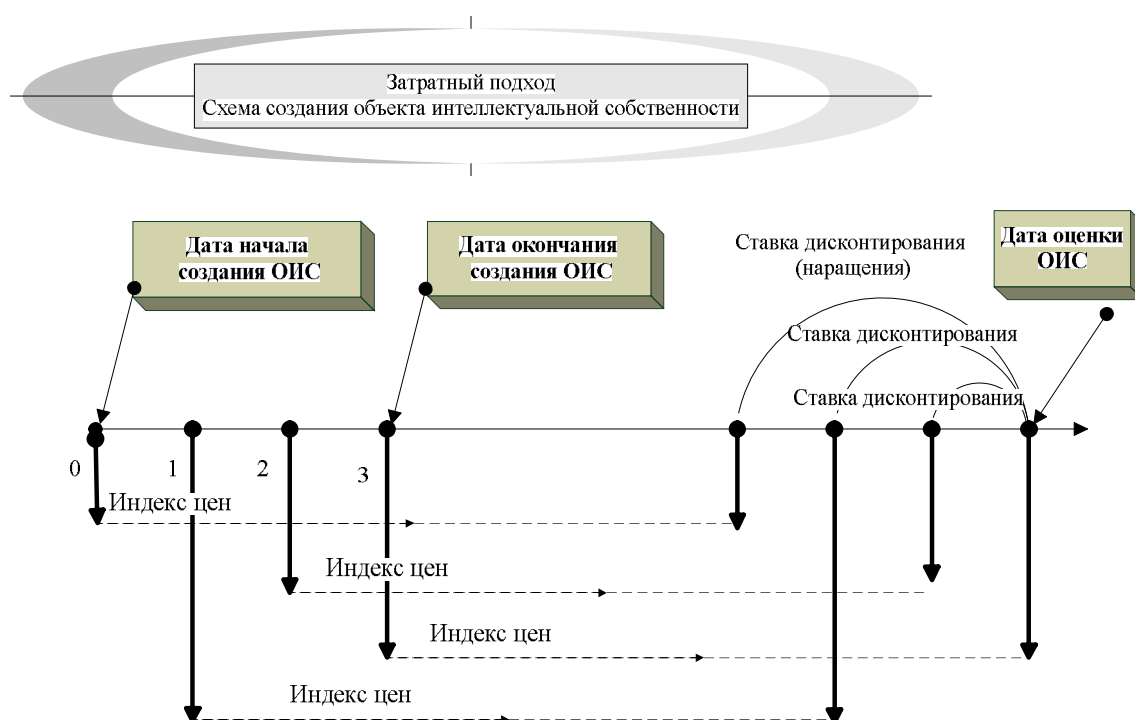 Затратный подход
Схема создания объекта интеллектуальной собственности
Дата начала
создания ОИС
Дата окончания
создания ОИС
Дата оценки
ОИС
Ставка дисконтирования
(наращения)
Ставка дисконтирования
Ставка дисконтирования
0
1
2
3
Индекс цен
Индекс цен
Индекс цен
Индекс цен